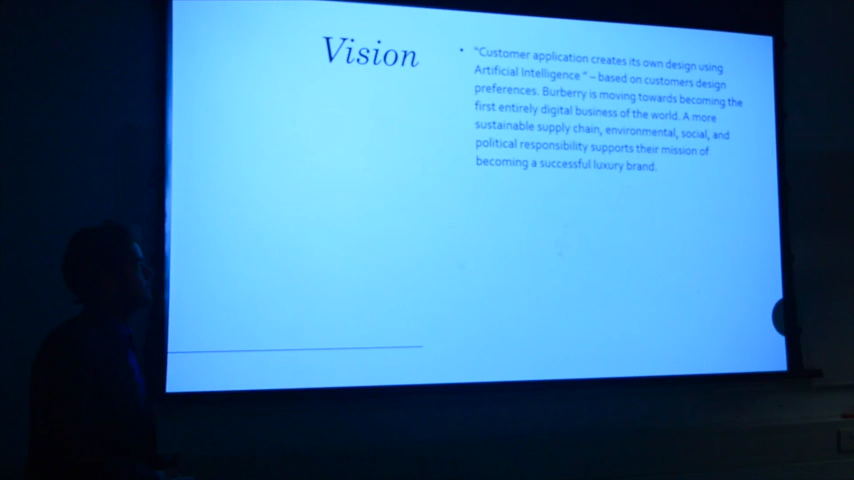 Vision
• "Customer application creates its own design using
Artificial Intelligence " – based on customers design
preferences. Burberry is moving towards becoming the
first entirely digital business of the world. A more
sustainable supply chain, environmental, social, and
political responsibility supports their mission of
becoming a successful luxury brand.